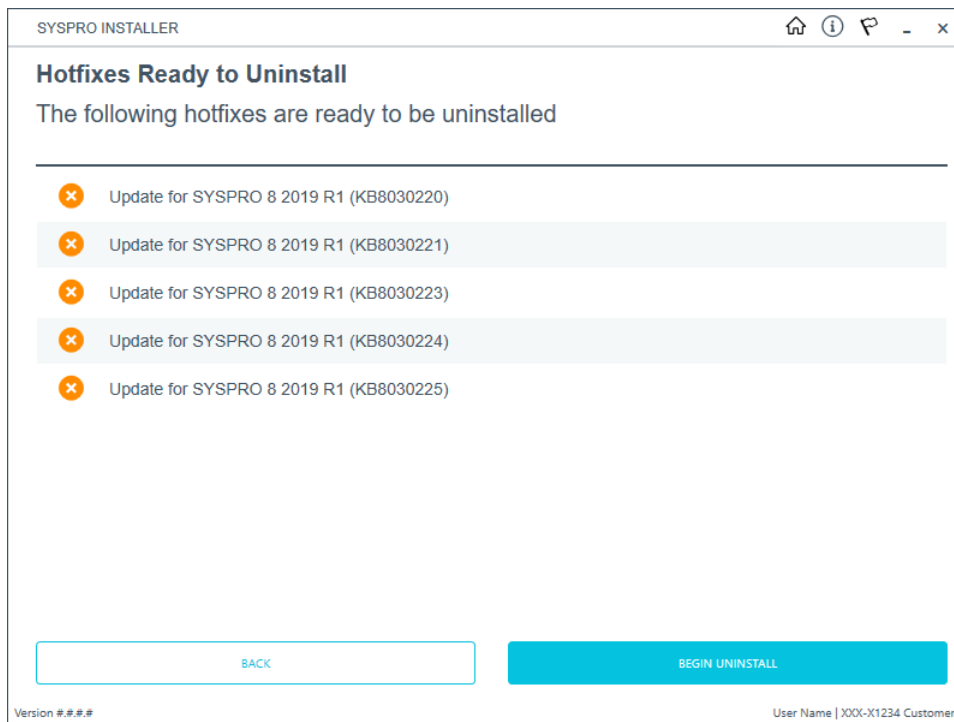 SYSPRO INSTALLER
Hotfixes Ready to Uninstall
The following hotfixes are ready to be uninstalled
Update for SYSPRO 8 2019 R1 (KB8030220)
Update for SYSPRO 8 2019 R1 (KB8030221)
Update for SYSPRO 8 2019 R1 (KB8030223)
Update for SYSPRO 8 2019 R1 (KB8030224)
Update for SYSPRO 8 2019 R1 (KB8030225)
BACK
BEGIN UNINSTALL
Version #.#.#.#
User Name | XXX-X1234 Customer